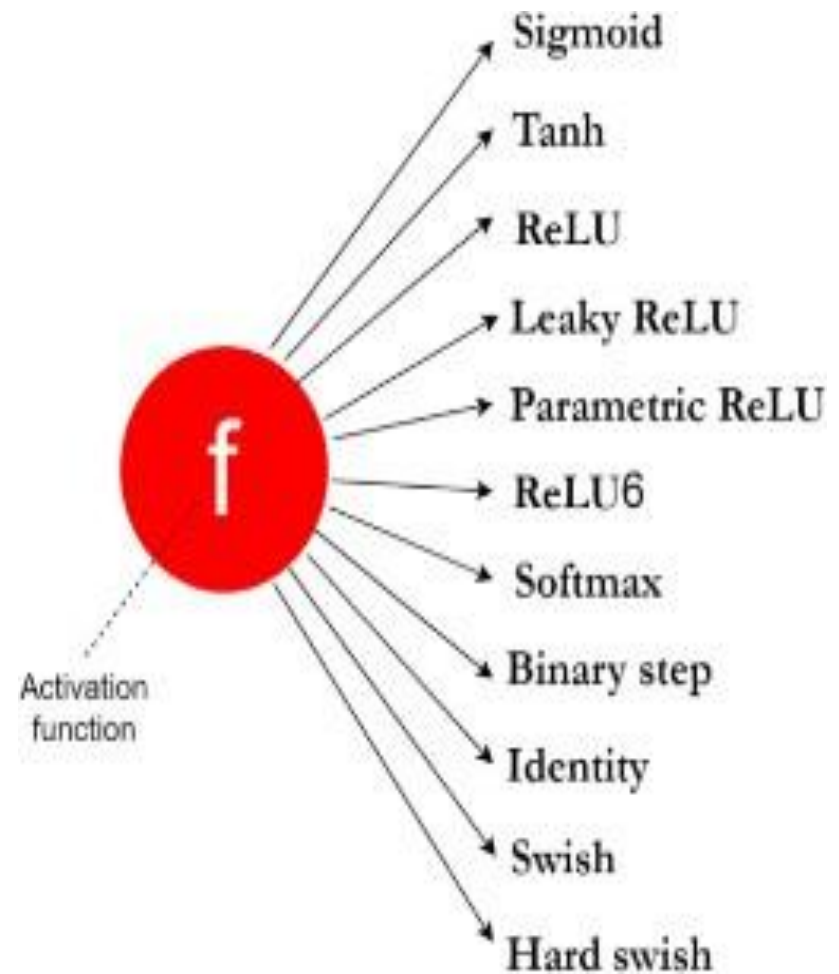 Sigmoid
Tanh
ReLU
Leaky ReLU
Parametric ReLU
f
ReLU6
Softmax
Binary step
Activation
function
Identity
Swish
Hard swish